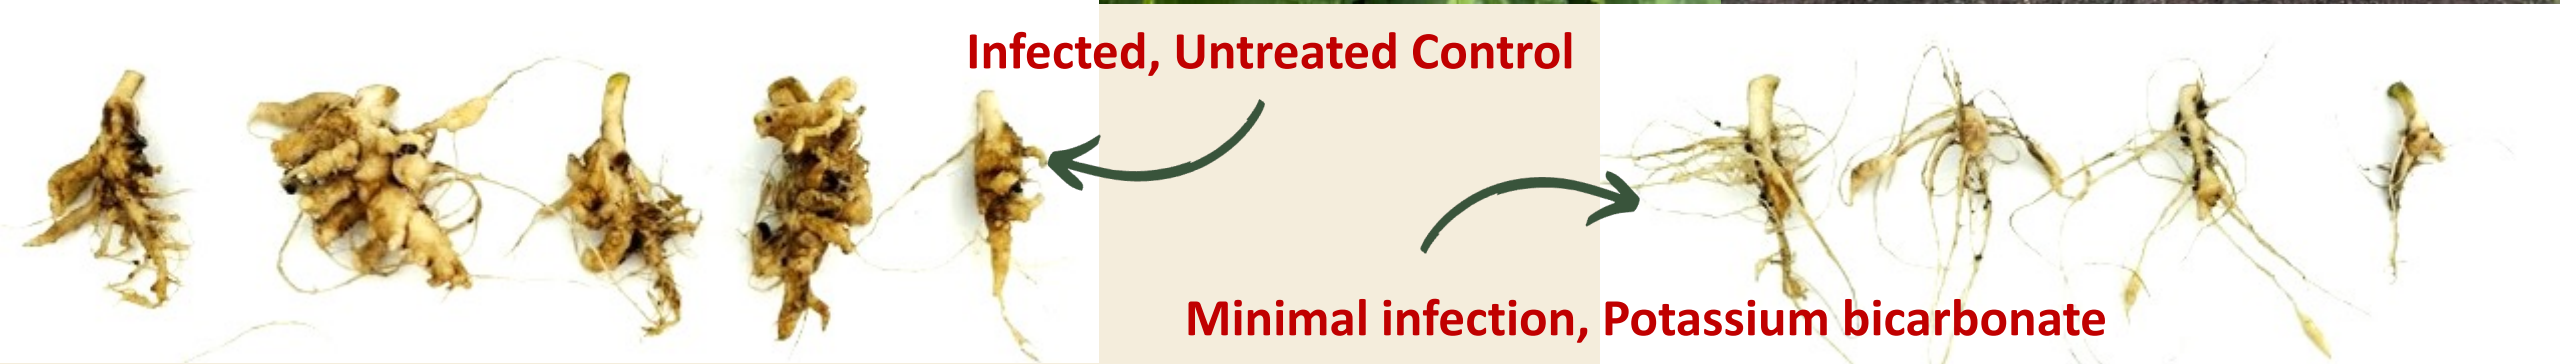 Infected, Untreated Control
Minimal infection, Potassium bicarbonate